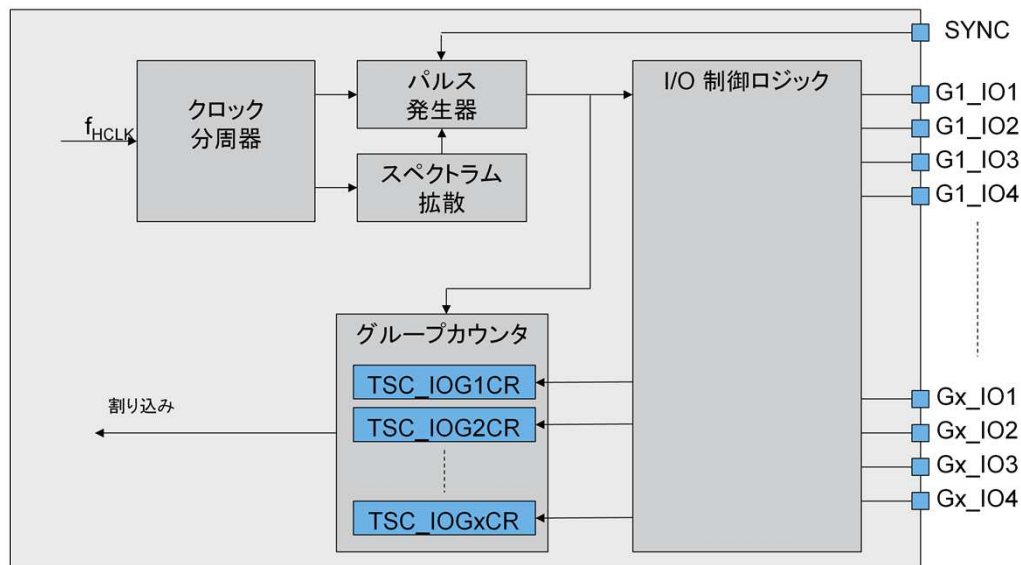 SYNC
パルス
発生器
I/O 制御ロジック
クロック
分周器
fHCLK
スペクトラム
拡散
G1_IO1
G1_IO2
G1_IO3
G1_IO4
グループカウンタ
TSC_IOG1CR
TSC_IOG2CR
TSC_IOGxCR
割り込み
Gx_IO1
Gx_IO2
Gx_IO3
Gx_IO4